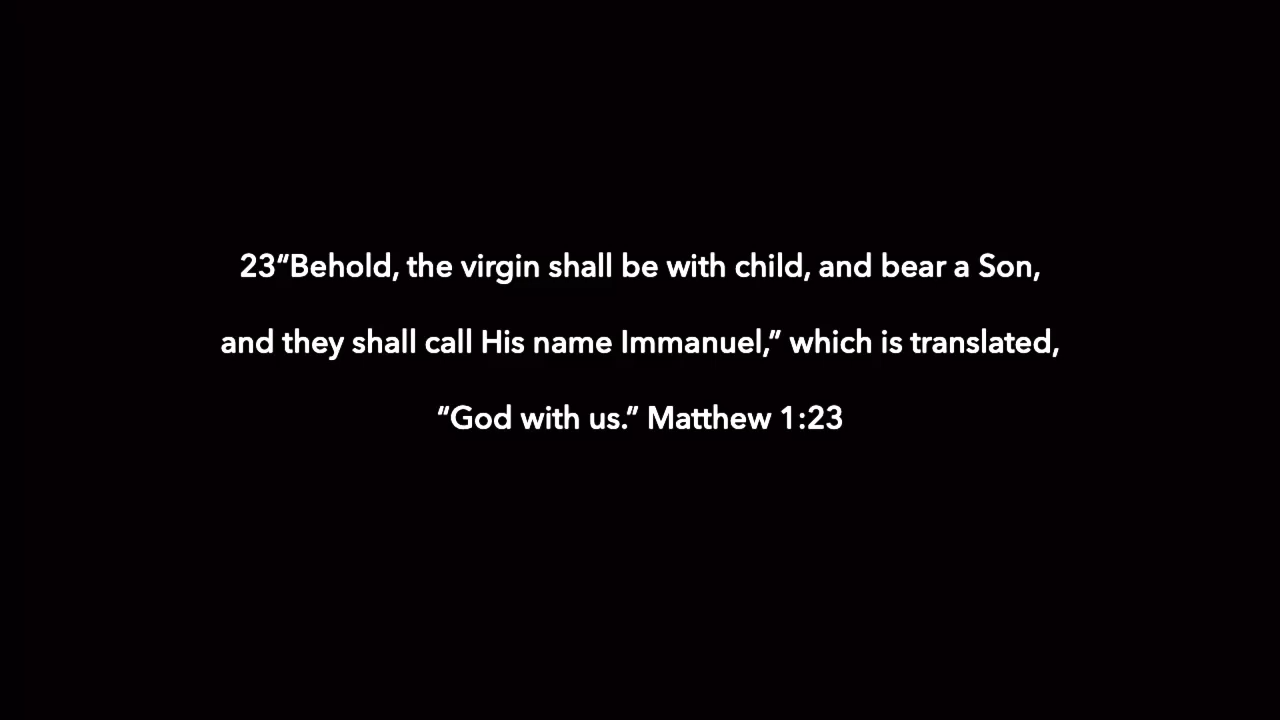 23“Behold, the virgin shall be with child, and bear a Son,
and they shall call His name Immanuel,” which is translated,
“God with us.” Matthew 1:23